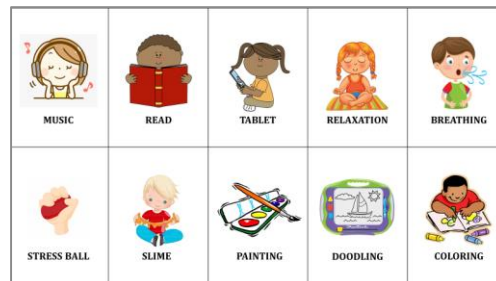 MUSIC
READ
TABLET
RELAXATION
BREATHING
STRESS BALL
SLIME
PAINTING
DOODLING
COLORING